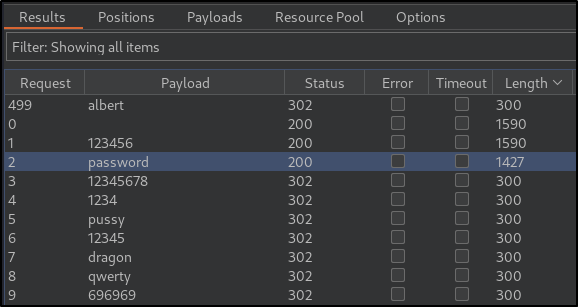 Results Positions Payloads Resource Pool Options
Filter: Showing all items
Request Payload Status Error Timeout Length
499 albert 302 300
0 200 1590
1 123456 200 1590
2 password 200 1427
3 12345678 302 300
4 1234 302 300
5 pussy 302 300
6 12345 302 300
7 dragon 302 300
8 qwerty 302 300
9 696969 302 300